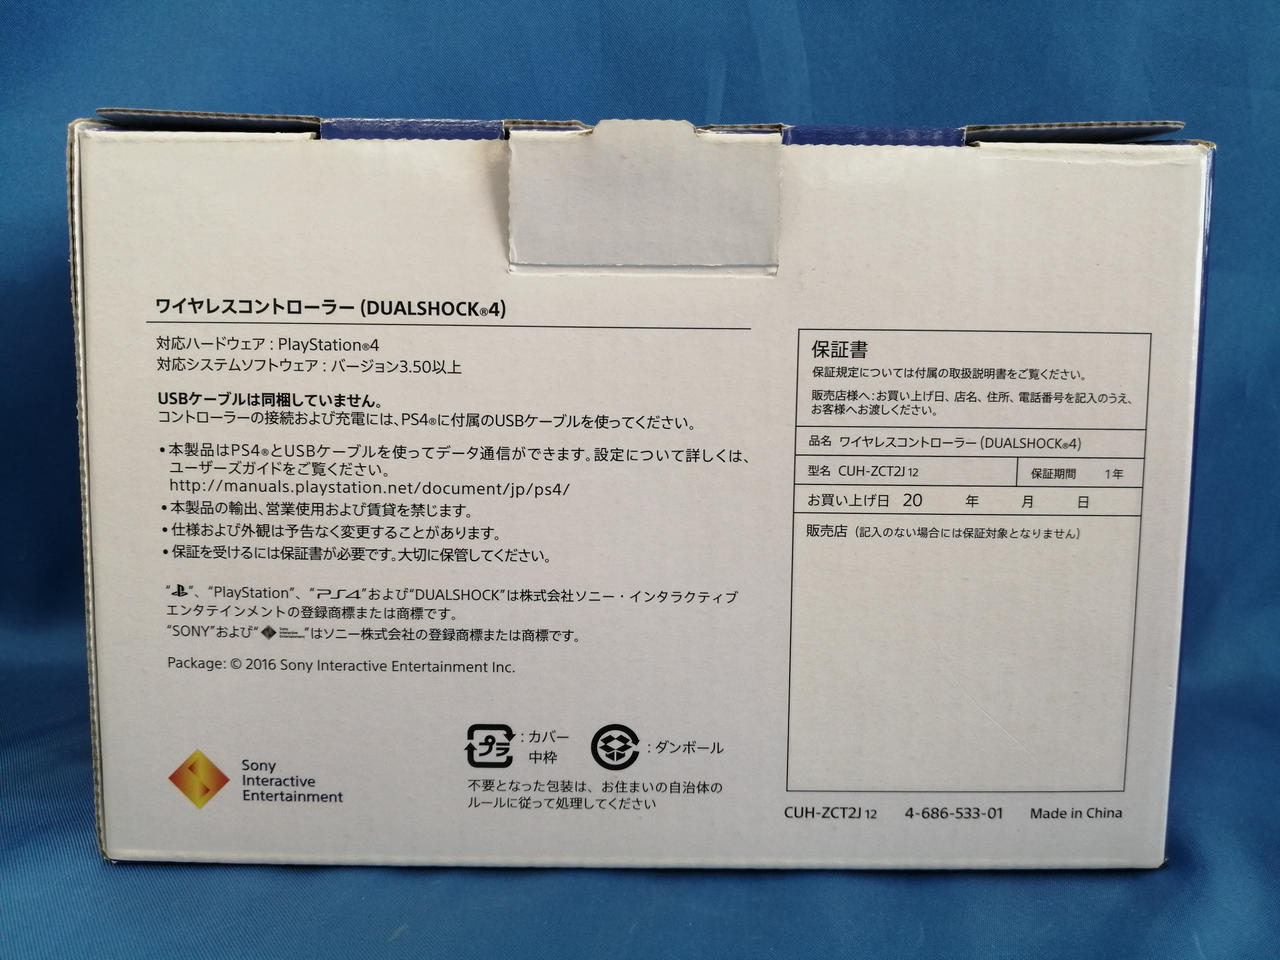 ワイヤレスコントローラー (DUALSHOCK®4)
対応ハードウェア : PlayStation®4
対応システムソフトウェア : バージョン3.50以上
USBケーブルは同梱していません。
コントローラーの接続および充電には、PS4®に付属のUSBケーブルを使ってください。
• 本製品はPS4®とUSBケーブルを使ってデータ通信ができます。設定について詳しくは、
ユーザーズガイドをご覧ください。
http://manuals.playstation.net/document/jp/ps4/
• 本製品の輸出、営業使用および賃貸を禁じます。
• 仕様および外観は予告なく変更することがあります。
• 保証を受けるには保証書が必要です。大切に保管してください。
“ ”、“PlayStation”、“PS4”および“DUALSHOCK”は株式会社ソニー・インタラクティブ
エンタテインメントの登録商標または商標です。
“SONY”および“ Sony Interactive Entertainment”はソニー株式会社の登録商標または商標です。
Package: © 2016 Sony Interactive Entertainment Inc.
Sony
Interactive
Entertainment
プラ : カバー
中枠
: ダンボール
不要となった包装は、お住まいの自治体の
ルールに従って処理してください
保証書
保証規定については付属の取扱説明書をご覧ください。
販売店様へ : お買い上げ日、店名、住所、電話番号を記入のうえ、
お客様へお渡しください。
品名 ワイヤレスコントローラー (DUALSHOCK®4)
型名 CUH-ZCT2J 12 保証期間 1年
お買い上げ日 20 年 月 日
販売店 (記入のない場合には保証対象となりません)
CUH-ZCT2J 12 4-686-533-01 Made in China